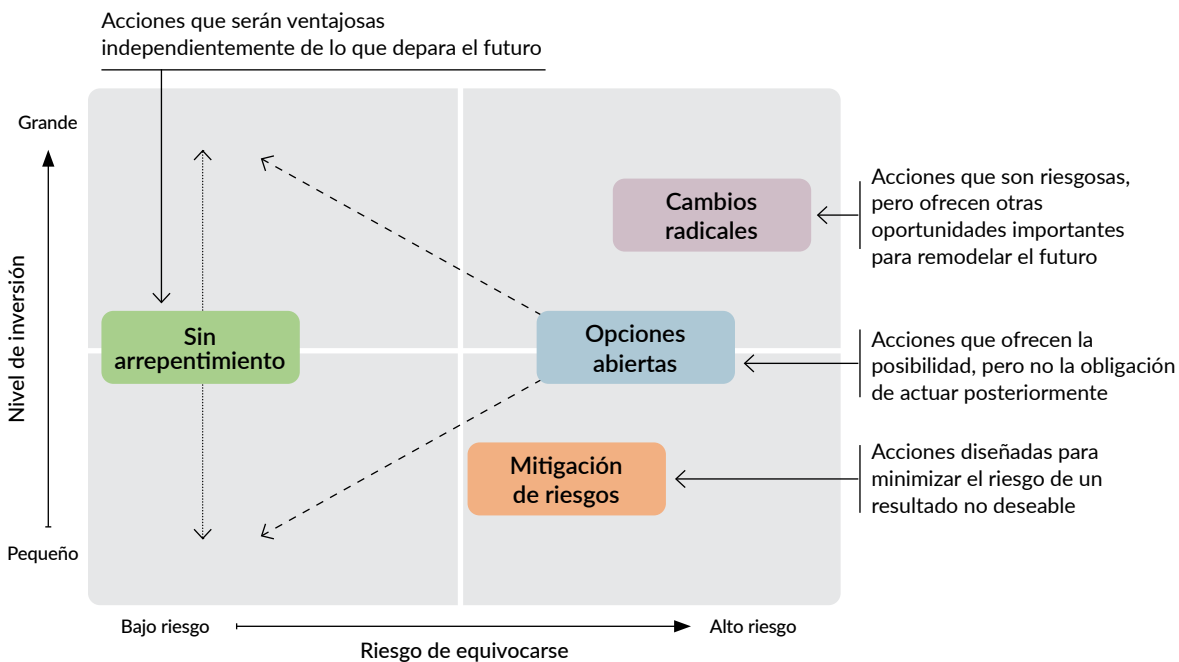 Acciones que serán ventajosas
independientemente de lo que depara el futuro
Grande
Nivel de inversión
Pequeño
Cambios
radicales
Acciones que son riesgosas,
pero ofrecen otras
oportunidades importantes
para remodelar el futuro
Sin
arrepentimiento
Opciones
abiertas
Acciones que ofrecen la
posibilidad, pero no la obligación
de actuar posteriormente
Mitigación
de riesgos
Acciones diseñadas para
minimizar el riesgo de un
resultado no deseable
Bajo riesgo
Alto riesgo
Riesgo de equivocarse